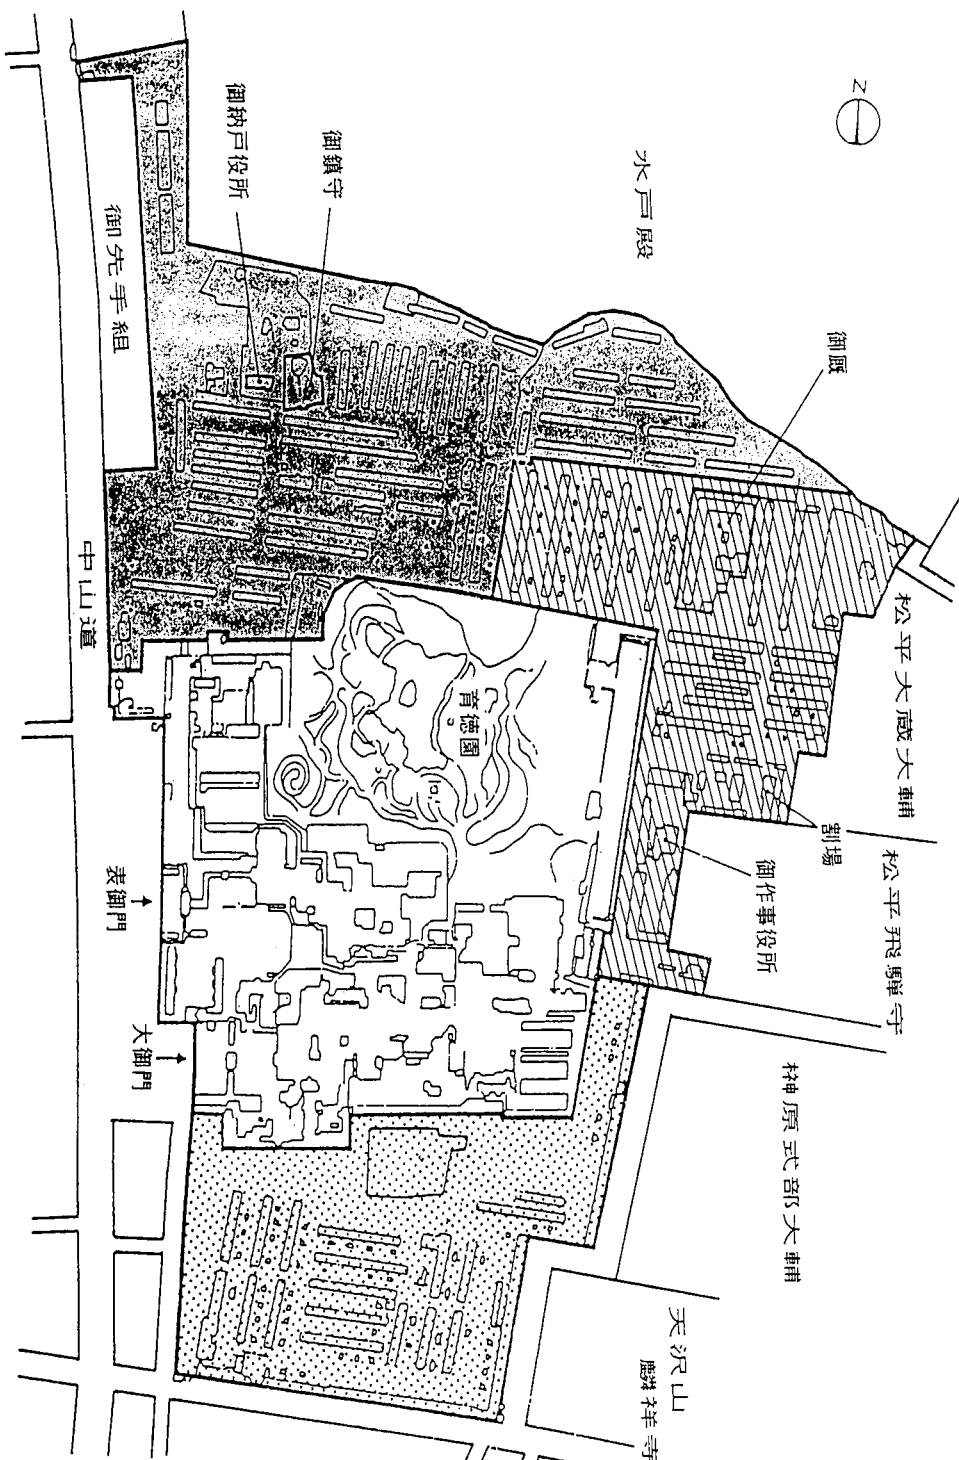 N
水戸殿
御納戸役所
御鎮守
御厩
御先手組
中山道
育徳園
松平大蔵大輔
割場
松平飛騨守
御作事役所
表御門
大御門
榊原式部大輔
天沢山
麟祥寺